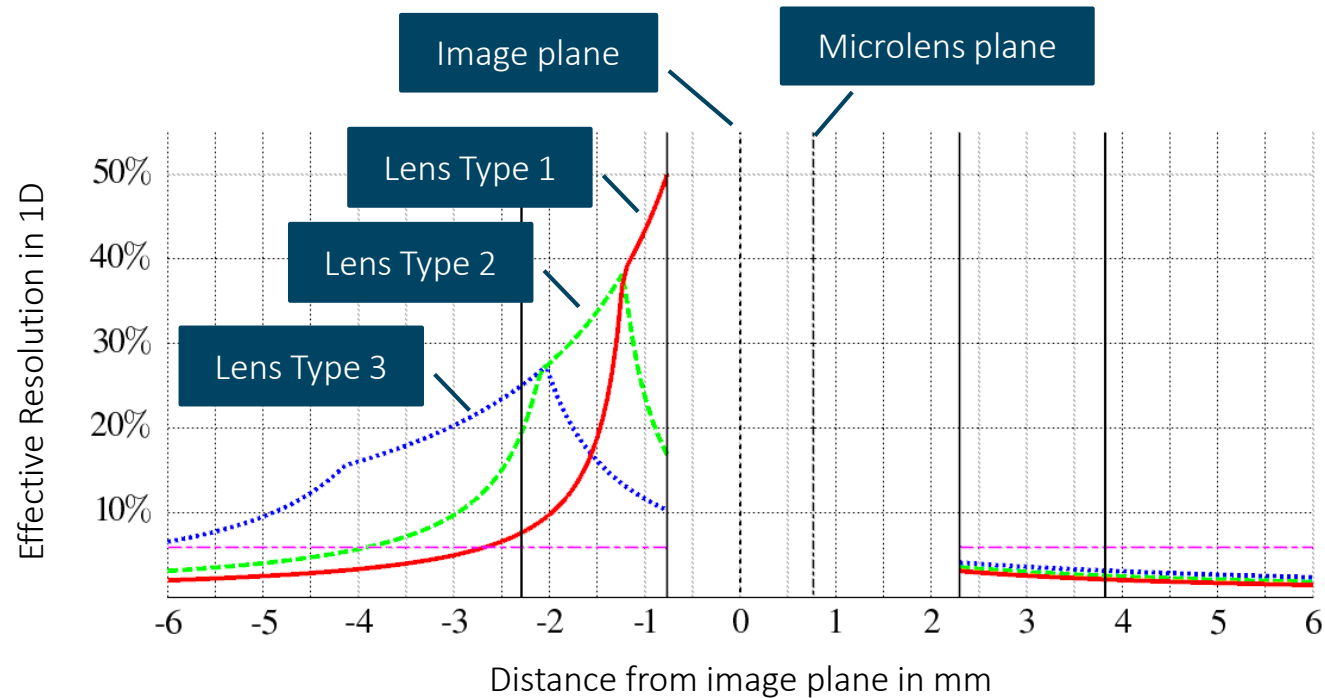 Image plane
Microlens plane
Lens Type 1
Lens Type 2
Lens Type 3
Effective Resolution in 1D
50%
40%
30%
20%
10%
-6 -5 -4 -3 -2 -1 0 1 2 3 4 5 6
Distance from image plane in mm